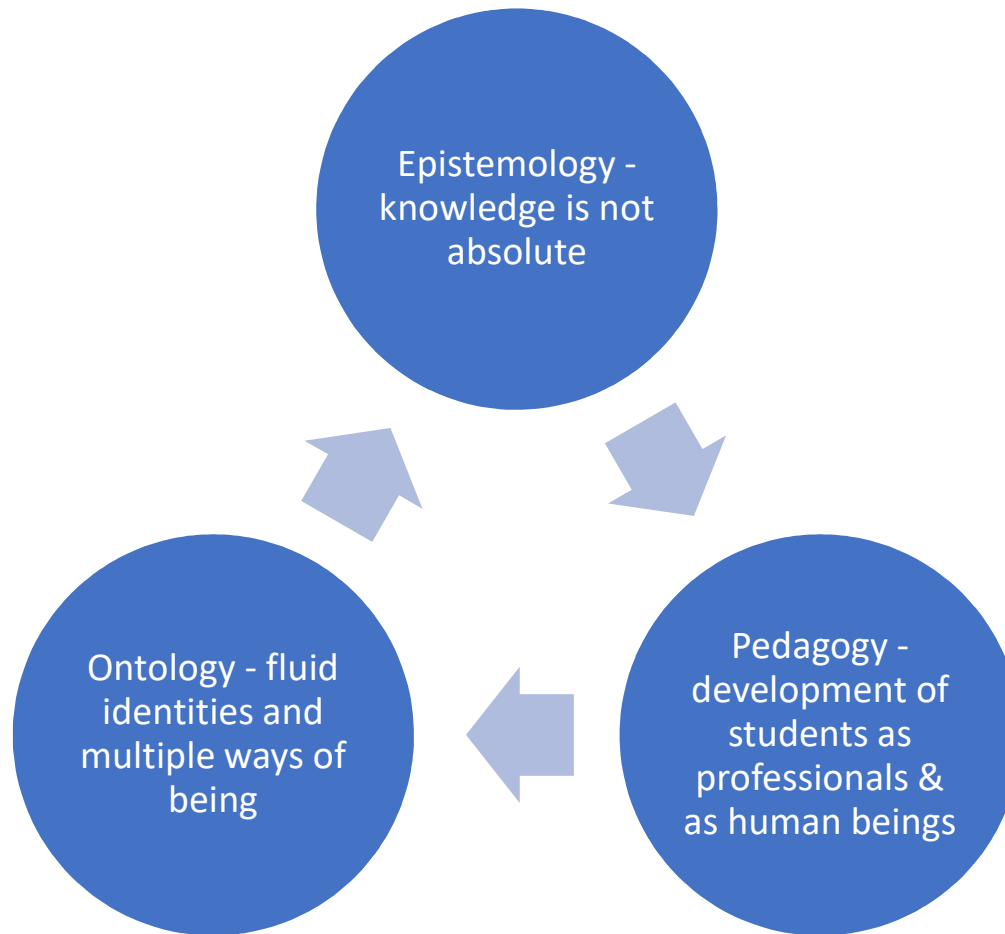 Epistemology -
knowledge is not
absolute
Ontology - fluid
identities and
multiple ways of
being
Pedagogy -
development of
students as
professionals &
as human beings